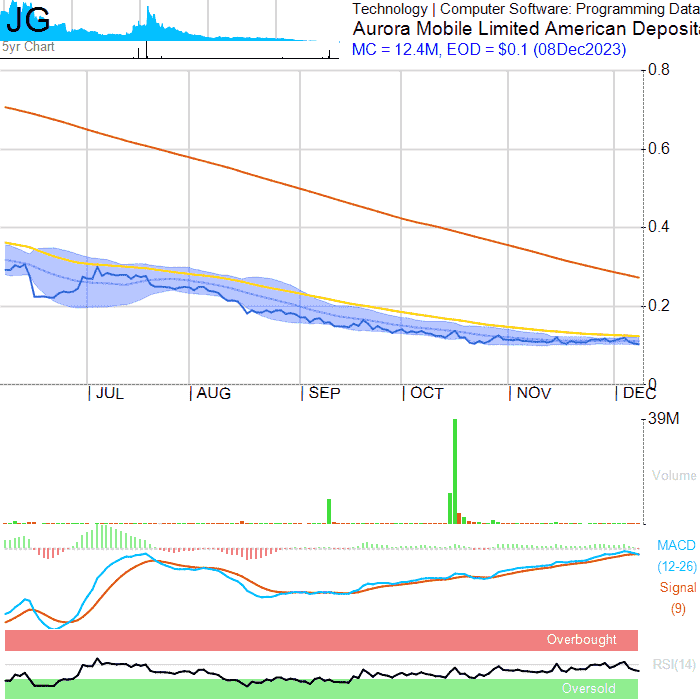 JG
5yr Chart
Technology | Computer Software: Programming Data
Aurora Mobile Limited American Deposit
MC = 12.4M, EOD = $0.1 (08Dec2023)
0.8
0.6
0.4
0.2
0
JUL AUG SEP OCT NOV DEC
39M
Volume
MACD
(12-26)
Signal
(9)
Overbought
RSI(14)
Oversold